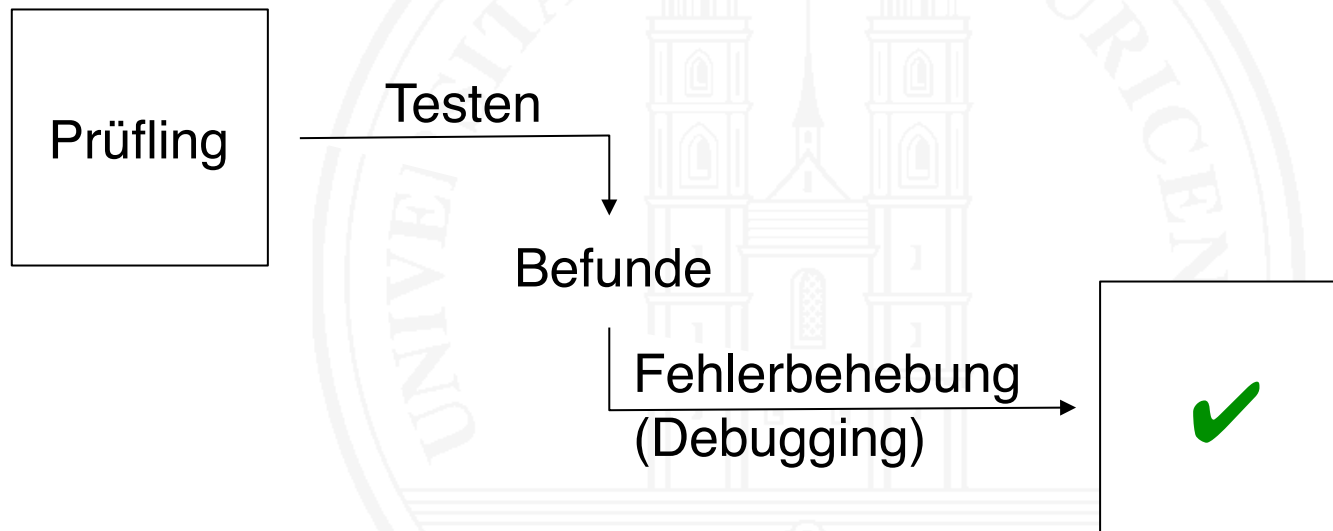 Prüfling
Testen
Befunde
Fehlerbehebung
(Debugging)